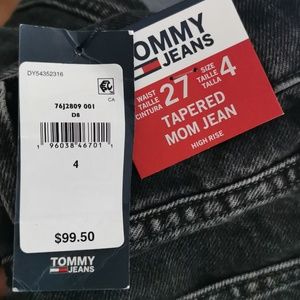 DY54352316
CA
76J2809 001
DB
1 96038 46701 1
4
TOMMY
JEANS
$99.50
TOMMY
JEANS
WAIST
TAILLE
CINTURA
27
SIZE
TAILLE
TALLA
4
TAPERED
MOM JEAN
HIGH RISE